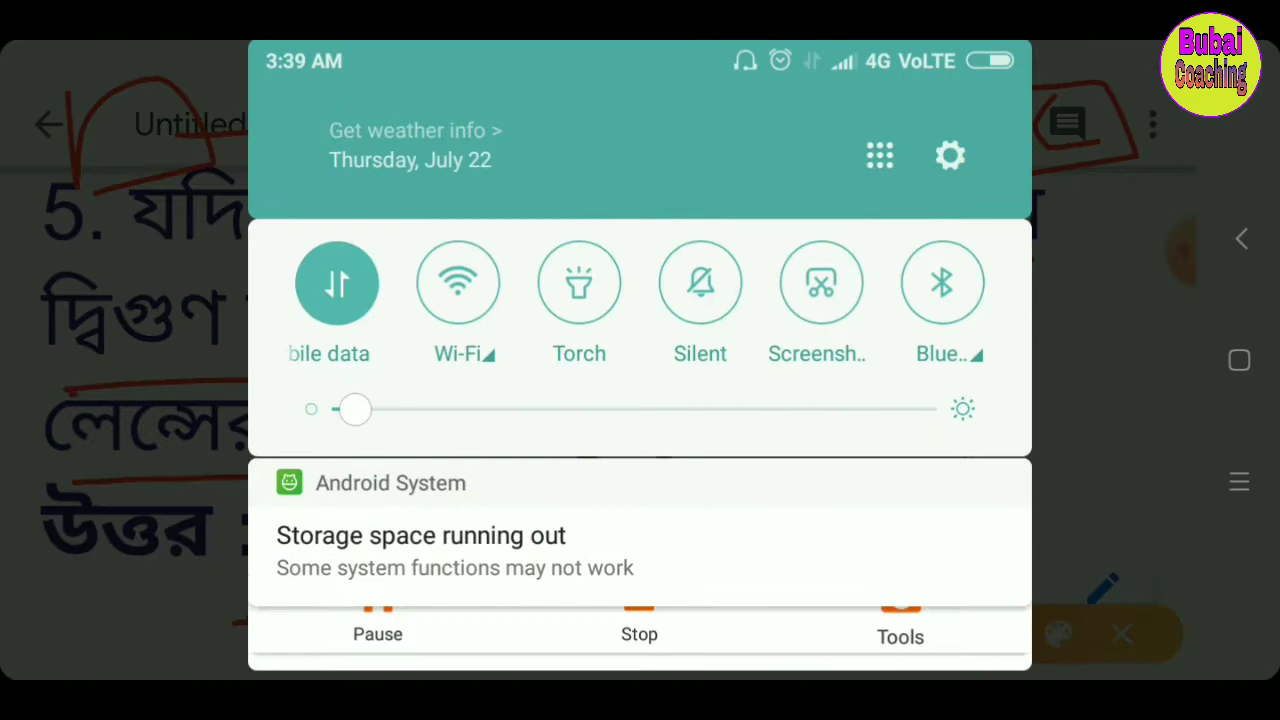 Bubai
Coaching
3:39 AM
4G VoLTE
Untitled
Get weather info >
Thursday, July 22
5. যদি
দ্বিগুণ
bile data
Wi-Fi
Torch
Silent
Screensh..
Blue..
লেন্সের
Android System
উত্তর :
Storage space running out
Some system functions may not work
Pause
Stop
Tools